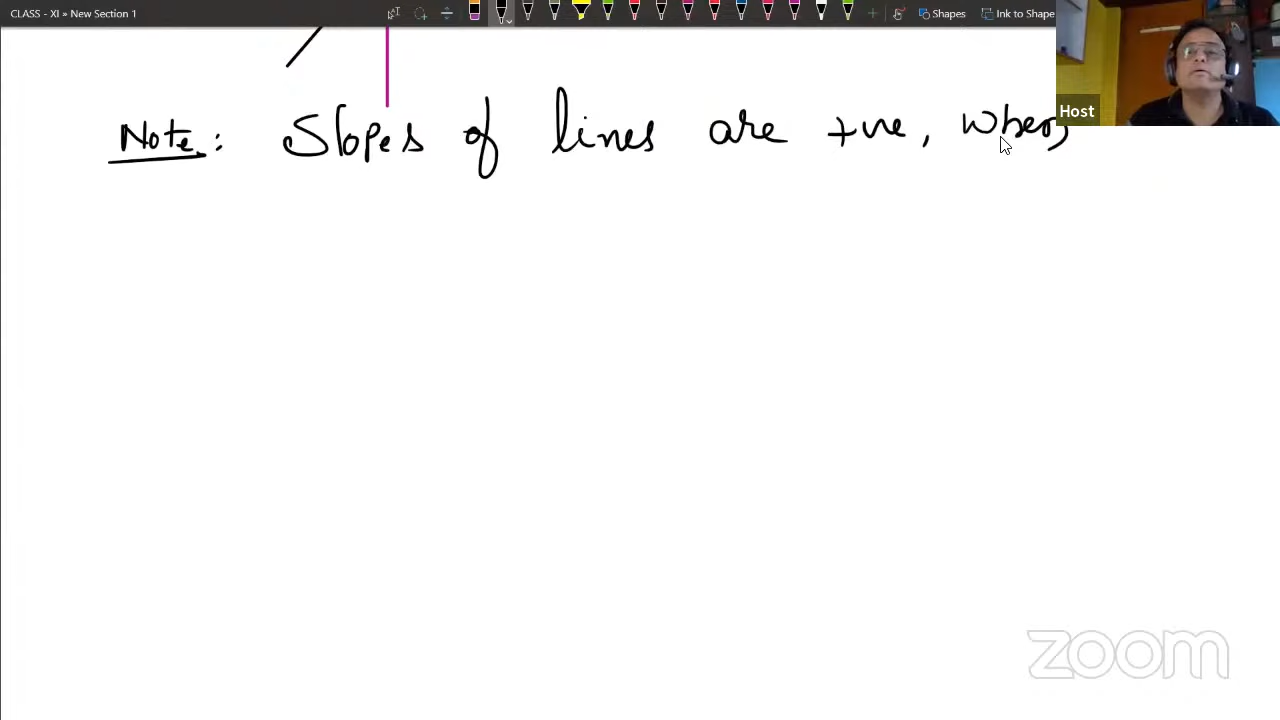 CLASS - XI » New Section 1
Shapes
Ink to Shape
Host
Note: Slopes of lines are +ve, when
zoom